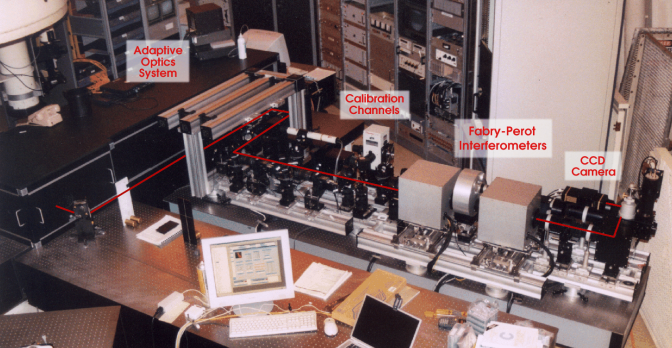 Adaptive
Optics
System
Calibration
Channels
Fabry-Perot
Interferometers
CCD
Camera